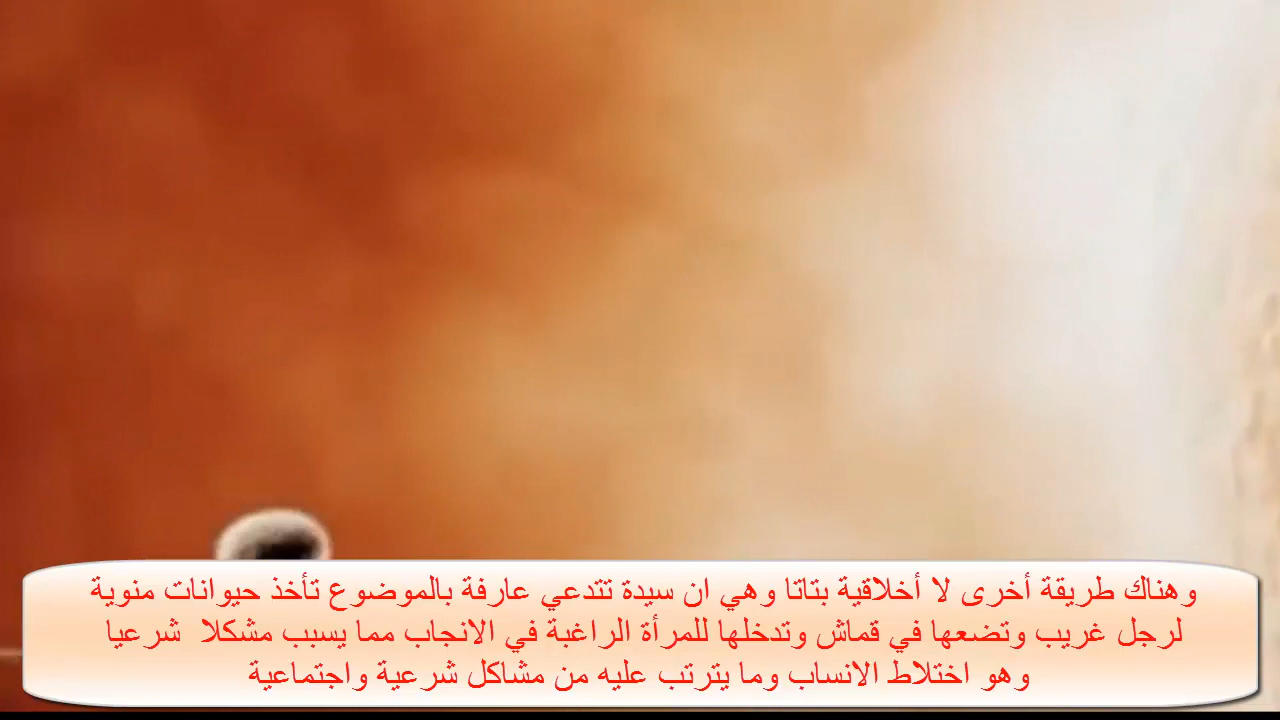 وهناك طريقة أخرى لا أخلاقية بتاتا وهي ان سيدة تتدعي عارفة بالموضوع تأخذ حيوانات منوية
لرجل غريب وتضعها في قماش وتدخلها للمرأة الراغبة في الانجاب مما يسبب مشكلا شرعيا
وهو اختلاط الانساب وما يترتب عليه من مشاكل شرعية واجتماعية